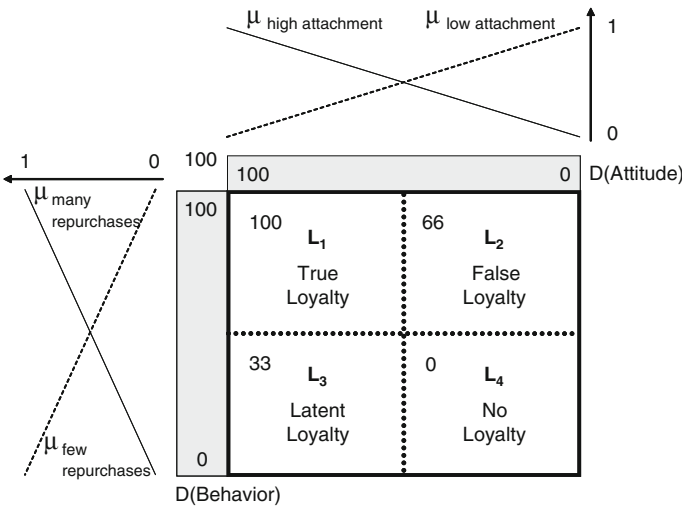 μ high attachment
μ low attachment
1
0
1
0
100
100
0
D(Attitude)
μ many
repurchases
100
100
L1
True
Loyalty
66
L2
False
Loyalty
33
L3
Latent
Loyalty
0
L4
No
Loyalty
μ few
repurchases
0
D(Behavior)